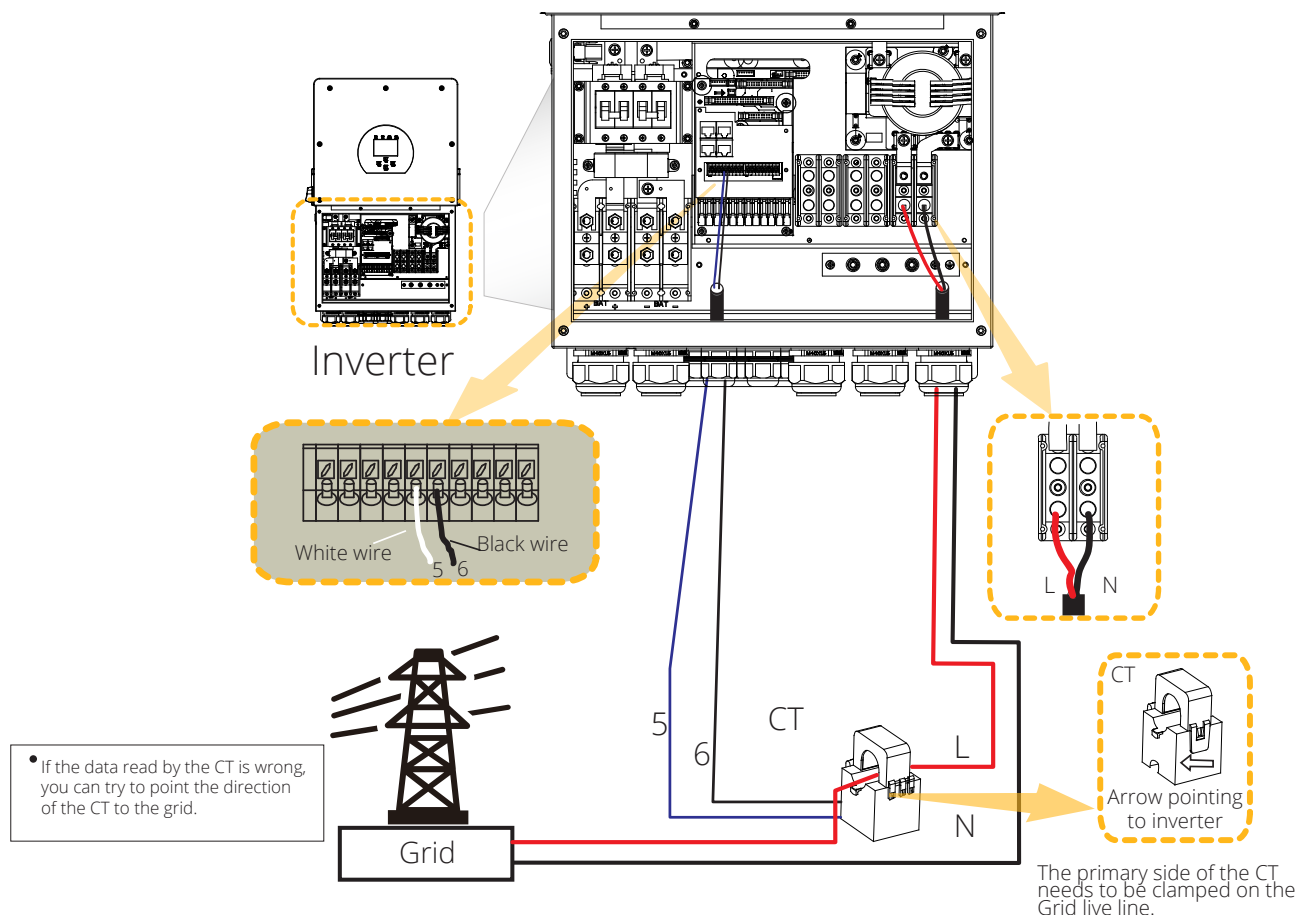 Inverter
+ BAT + - BAT -
White wire
Black wire
5 6
L N
5
6
CT
L
N
CT
Arrow pointing
to inverter
The primary side of the CT
needs to be clamped on the
Grid live line.
• If the data read by the CT is wrong,
you can try to point the direction
of the CT to the grid.
Grid